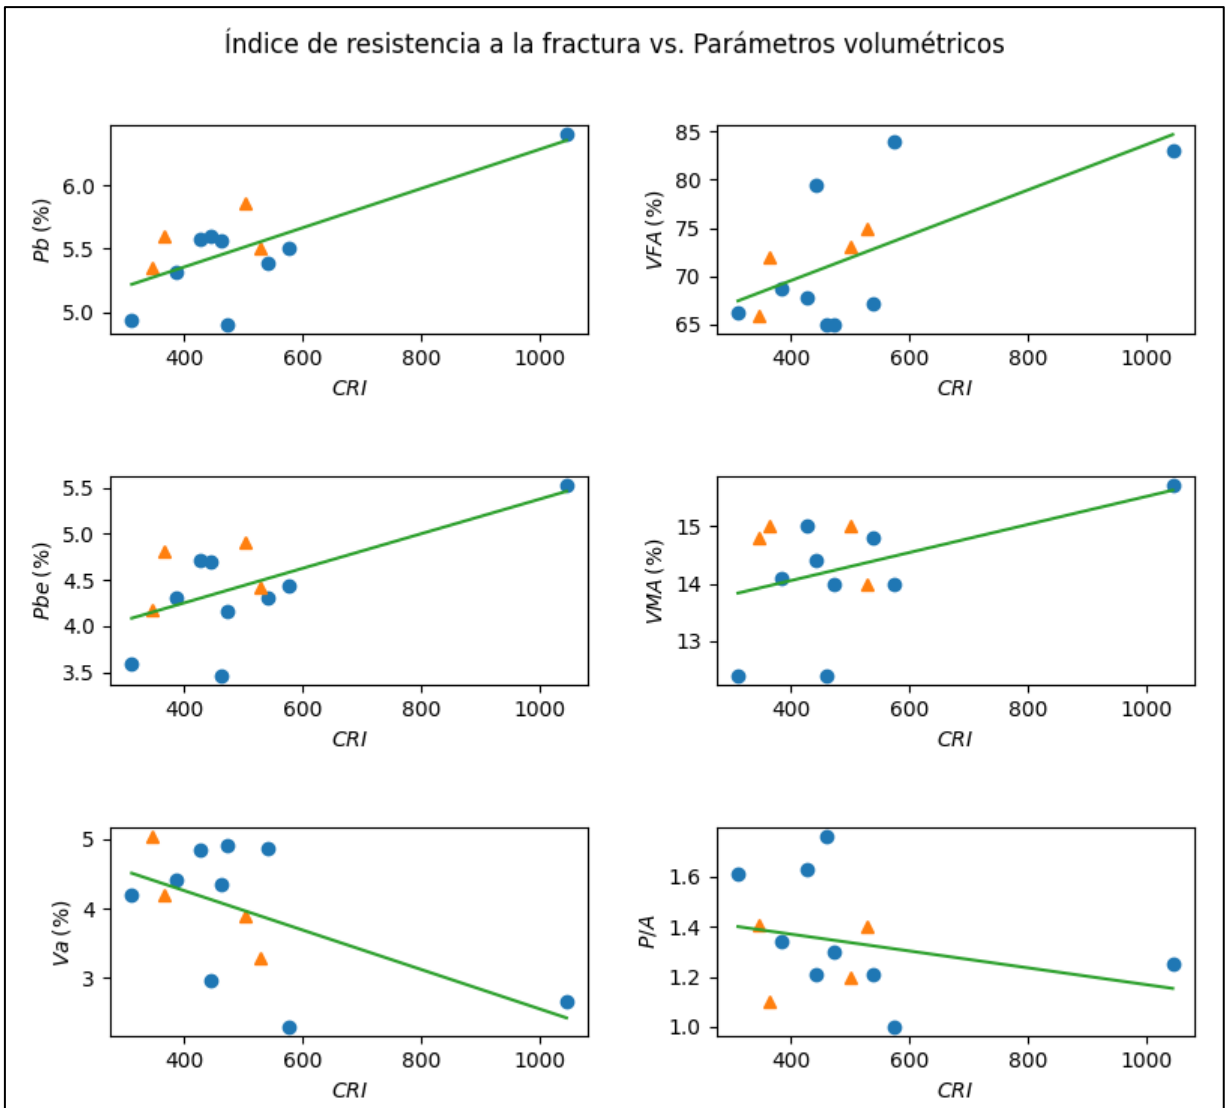 Índice de resistencia a la fractura vs. Parámetros volumétricos
Pb (%)
6.0
5.5
5.0
400 600 800 1000
CRI
VFA (%)
85
80
75
70
65
400 600 800 1000
CRI
Pbe (%)
5.5
5.0
4.5
4.0
3.5
400 600 800 1000
CRI
VMA (%)
15
14
13
400 600 800 1000
CRI
Va (%)
5
4
3
400 600 800 1000
CRI
P/A
1.6
1.4
1.2
1.0
400 600 800 1000
CRI